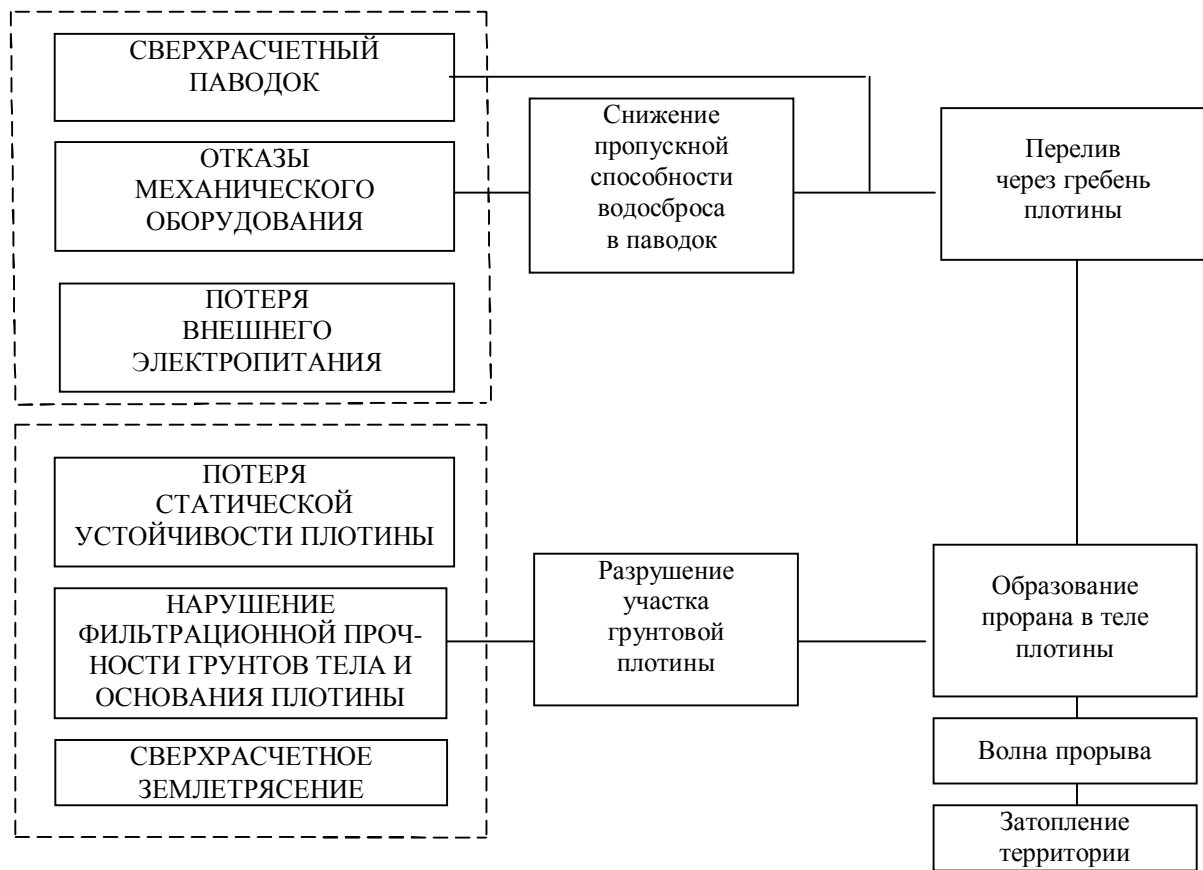 СВЕРХРАСЧЕТНЫЙ
ПАВОДОК
ОТКАЗЫ
МЕХАНИЧЕСКОГО
ОБОРУДОВАНИЯ
ПОТЕРЯ
ВНЕШНЕГО
ЭЛЕКТРОПИТАНИЯ
Снижение
пропускной
способности
водосброса
в паводок
Перелив
через гребень
плотины
ПОТЕРЯ
СТАТИЧЕСКОЙ
УСТОЙЧИВОСТИ ПЛОТИНЫ
НАРУШЕНИЕ
ФИЛЬТРАЦИОННОЙ ПРОЧ-
НОСТИ ГРУНТОВ ТЕЛА И
ОСНОВАНИЯ ПЛОТИНЫ
СВЕРХРАСЧЕТНОЕ
ЗЕМЛЕТРЯСЕНИЕ
Разрушение
участка
грунтовой
плотины
Образование
прорана в теле
плотины
Волна прорыва
Затопление
территории